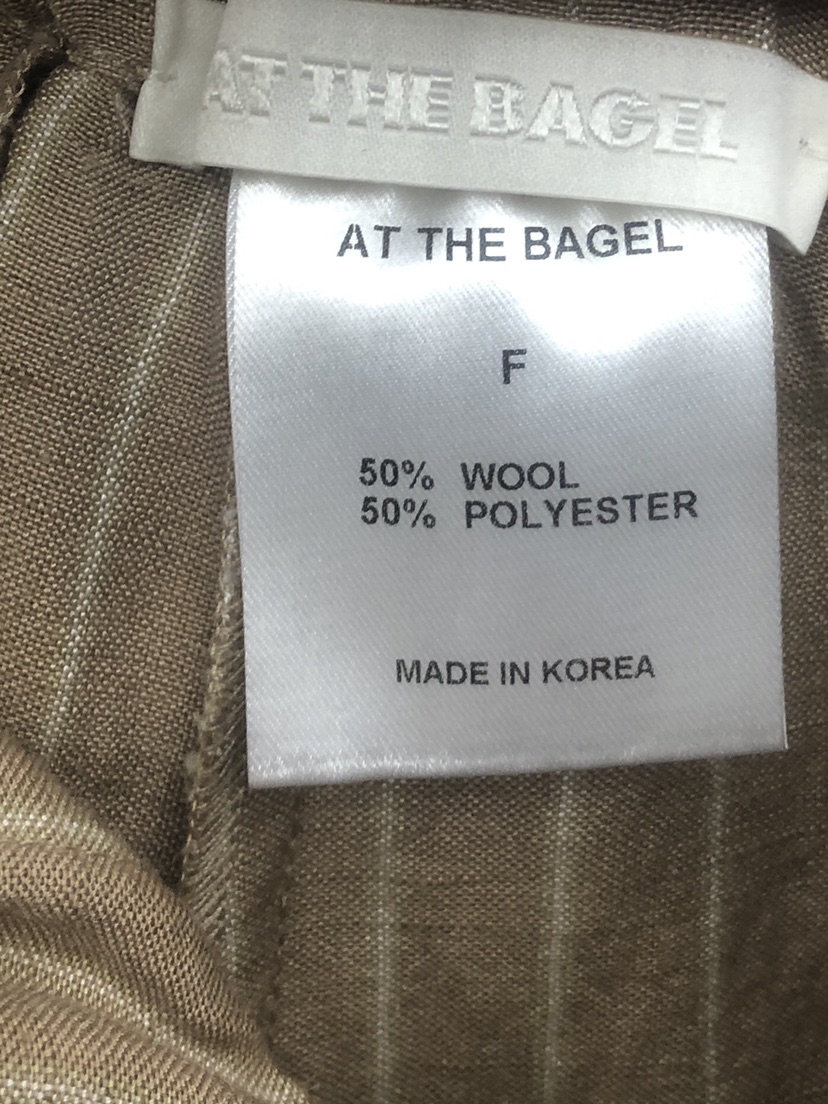 AT THE BAGEL
AT THE BAGEL
F
50% WOOL
50% POLYESTER
MADE IN KOREA